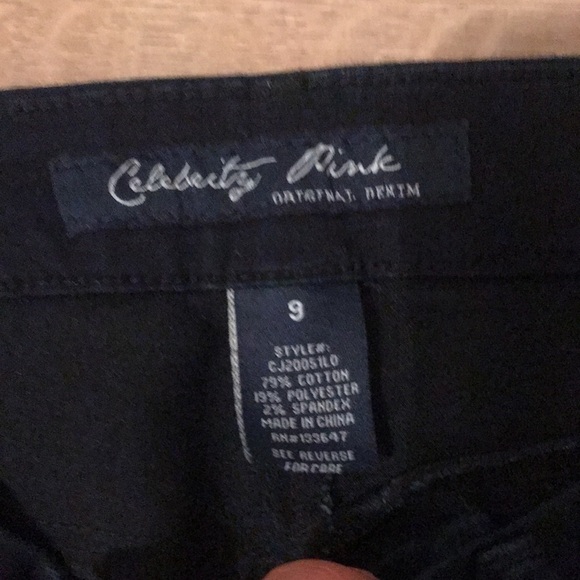 Celebrity Pink
ORIGINAL DENIM
9
STYLE#:
CJ20051L0
79% COTTON
19% POLYESTER
2% SPANDEX
MADE IN CHINA
RN#133647
SEE REVERSE
FOR CARE